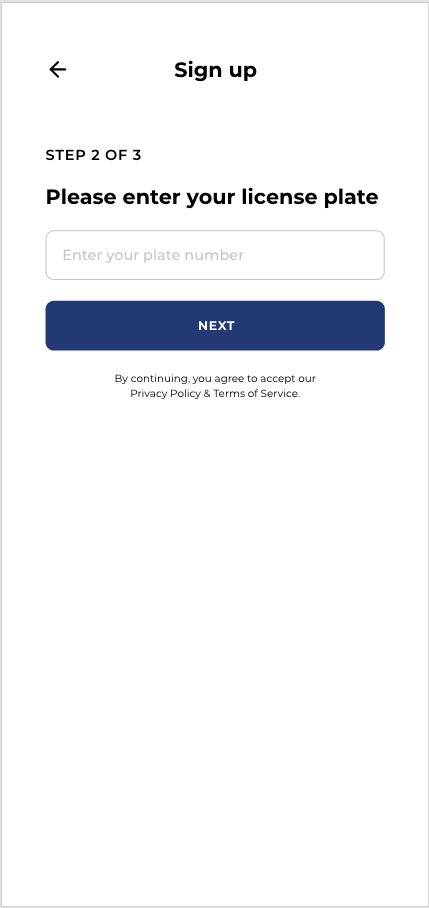 Sign up
STEP 2 OF 3
Please enter your license plate
Enter your plate number
NEXT
By continuing, you agree to accept our
Privacy Policy & Terms of Service.